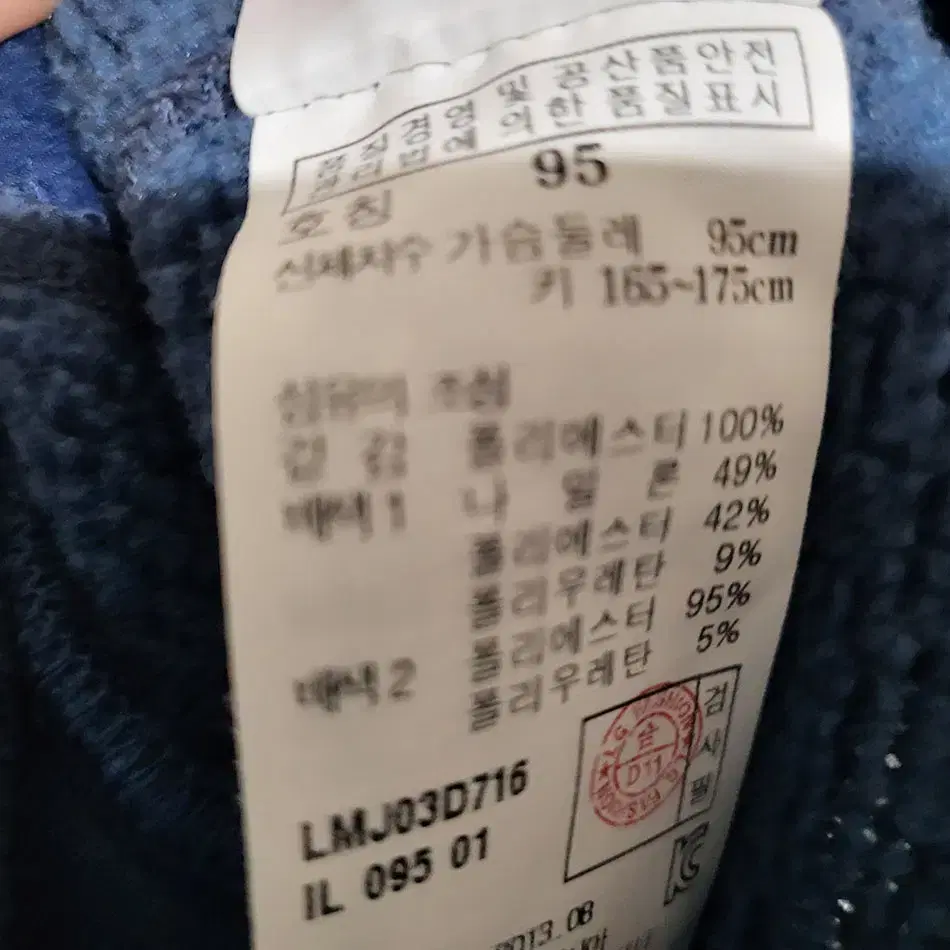 품질경영 및 공산품안전
법에 의한 품질표시
호칭 95
신체치수 가슴둘레 95cm
키 165~175cm
섬유의 조성
겉감 폴리에스터 100%
배색1 나일론 49%
폴리에스터 42%
폴리우레탄 9%
배색2 폴리에스터 95%
폴리우레탄 5%
검사필
D11
LMJ03D716
IL 095 01
2013.08